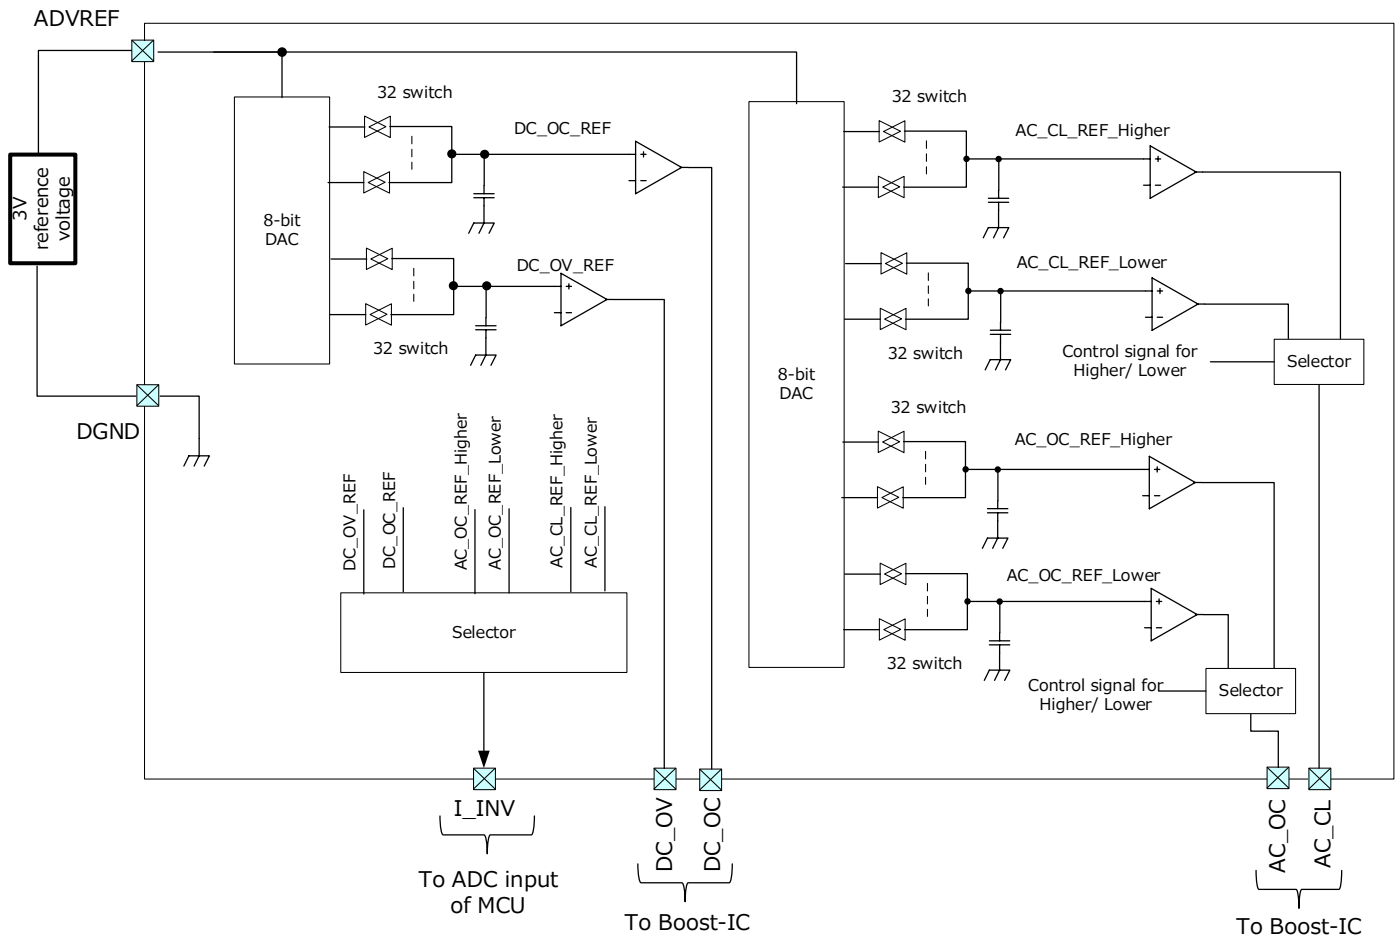 ADVREF
3V
reference
voltage
DGND
32 switch
DC_OC_REF
8-bit
DAC
+
−
DC_OV_REF
+
−
32 switch
32 switch
AC_CL_REF_Higher
+
−
AC_CL_REF_Lower
+
−
32 switch
Control signal for
Higher/ Lower
Selector
8-bit
DAC
32 switch
AC_OC_REF_Higher
+
−
AC_OC_REF_Lower
+
−
32 switch
Control signal for
Higher/ Lower
Selector
DC_OV_REF
DC_OC_REF
AC_OC_REF_Higher
AC_OC_REF_Lower
AC_CL_REF_Higher
AC_CL_REF_Lower
Selector
I_INV
To ADC input
of MCU
DC_OV
DC_OC
To Boost-IC
AC_OC
AC_CL
To Boost-IC